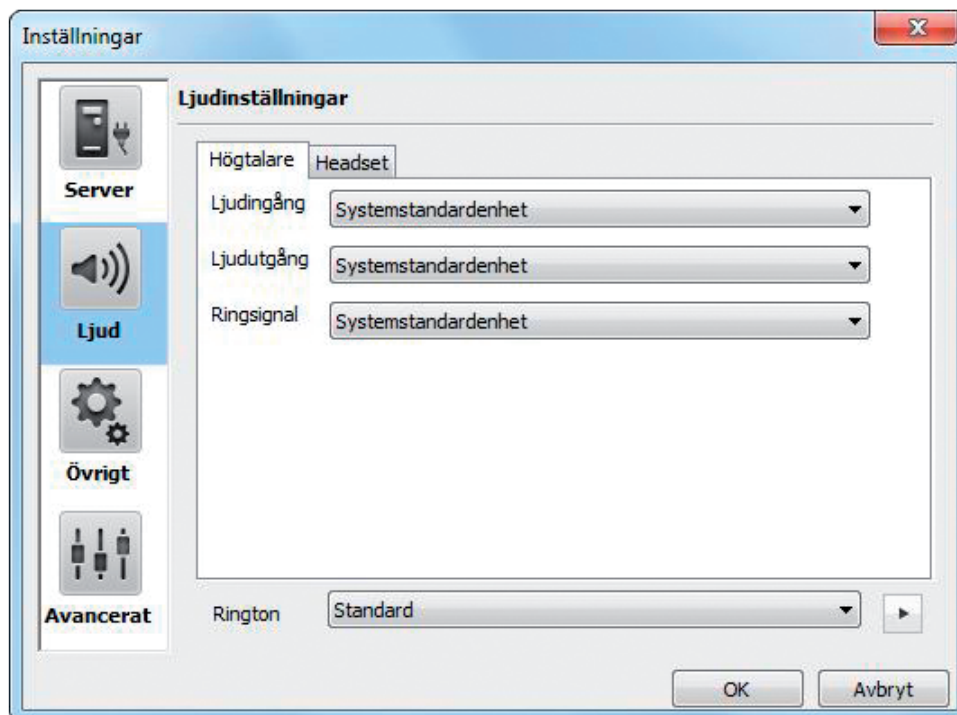 Inställningar
Server
Ljud
Övrigt
Avancerat
Ljudinställningar
Högtalare Headset
Ljudingång Systemstandardenhet
Ljudutgång Systemstandardenhet
Ringsignal Systemstandardenhet
Rington Standard
OK Avbryt